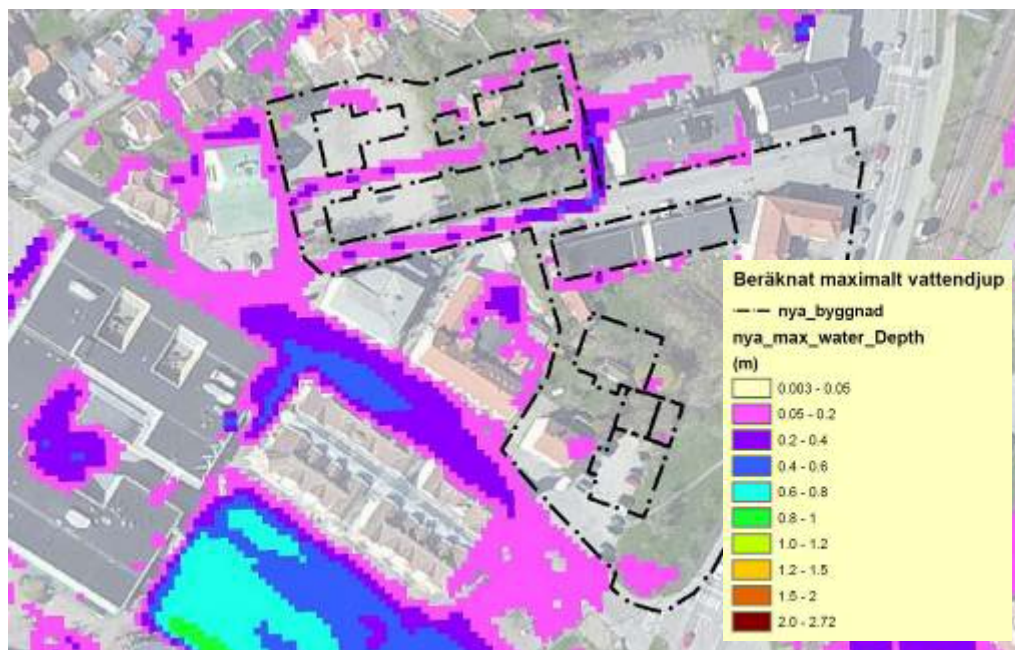 Beräknat maximalt vattendjup
nya_byggnad
nya_max_water_Depth
(m)
0.003 - 0.05
0.05 - 0.2
0.2 - 0.4
0.4 - 0.6
0.6 - 0.8
0.8 - 1
1.0 - 1.2
1.2 - 1.5
1.5 - 2
2.0 - 2.72